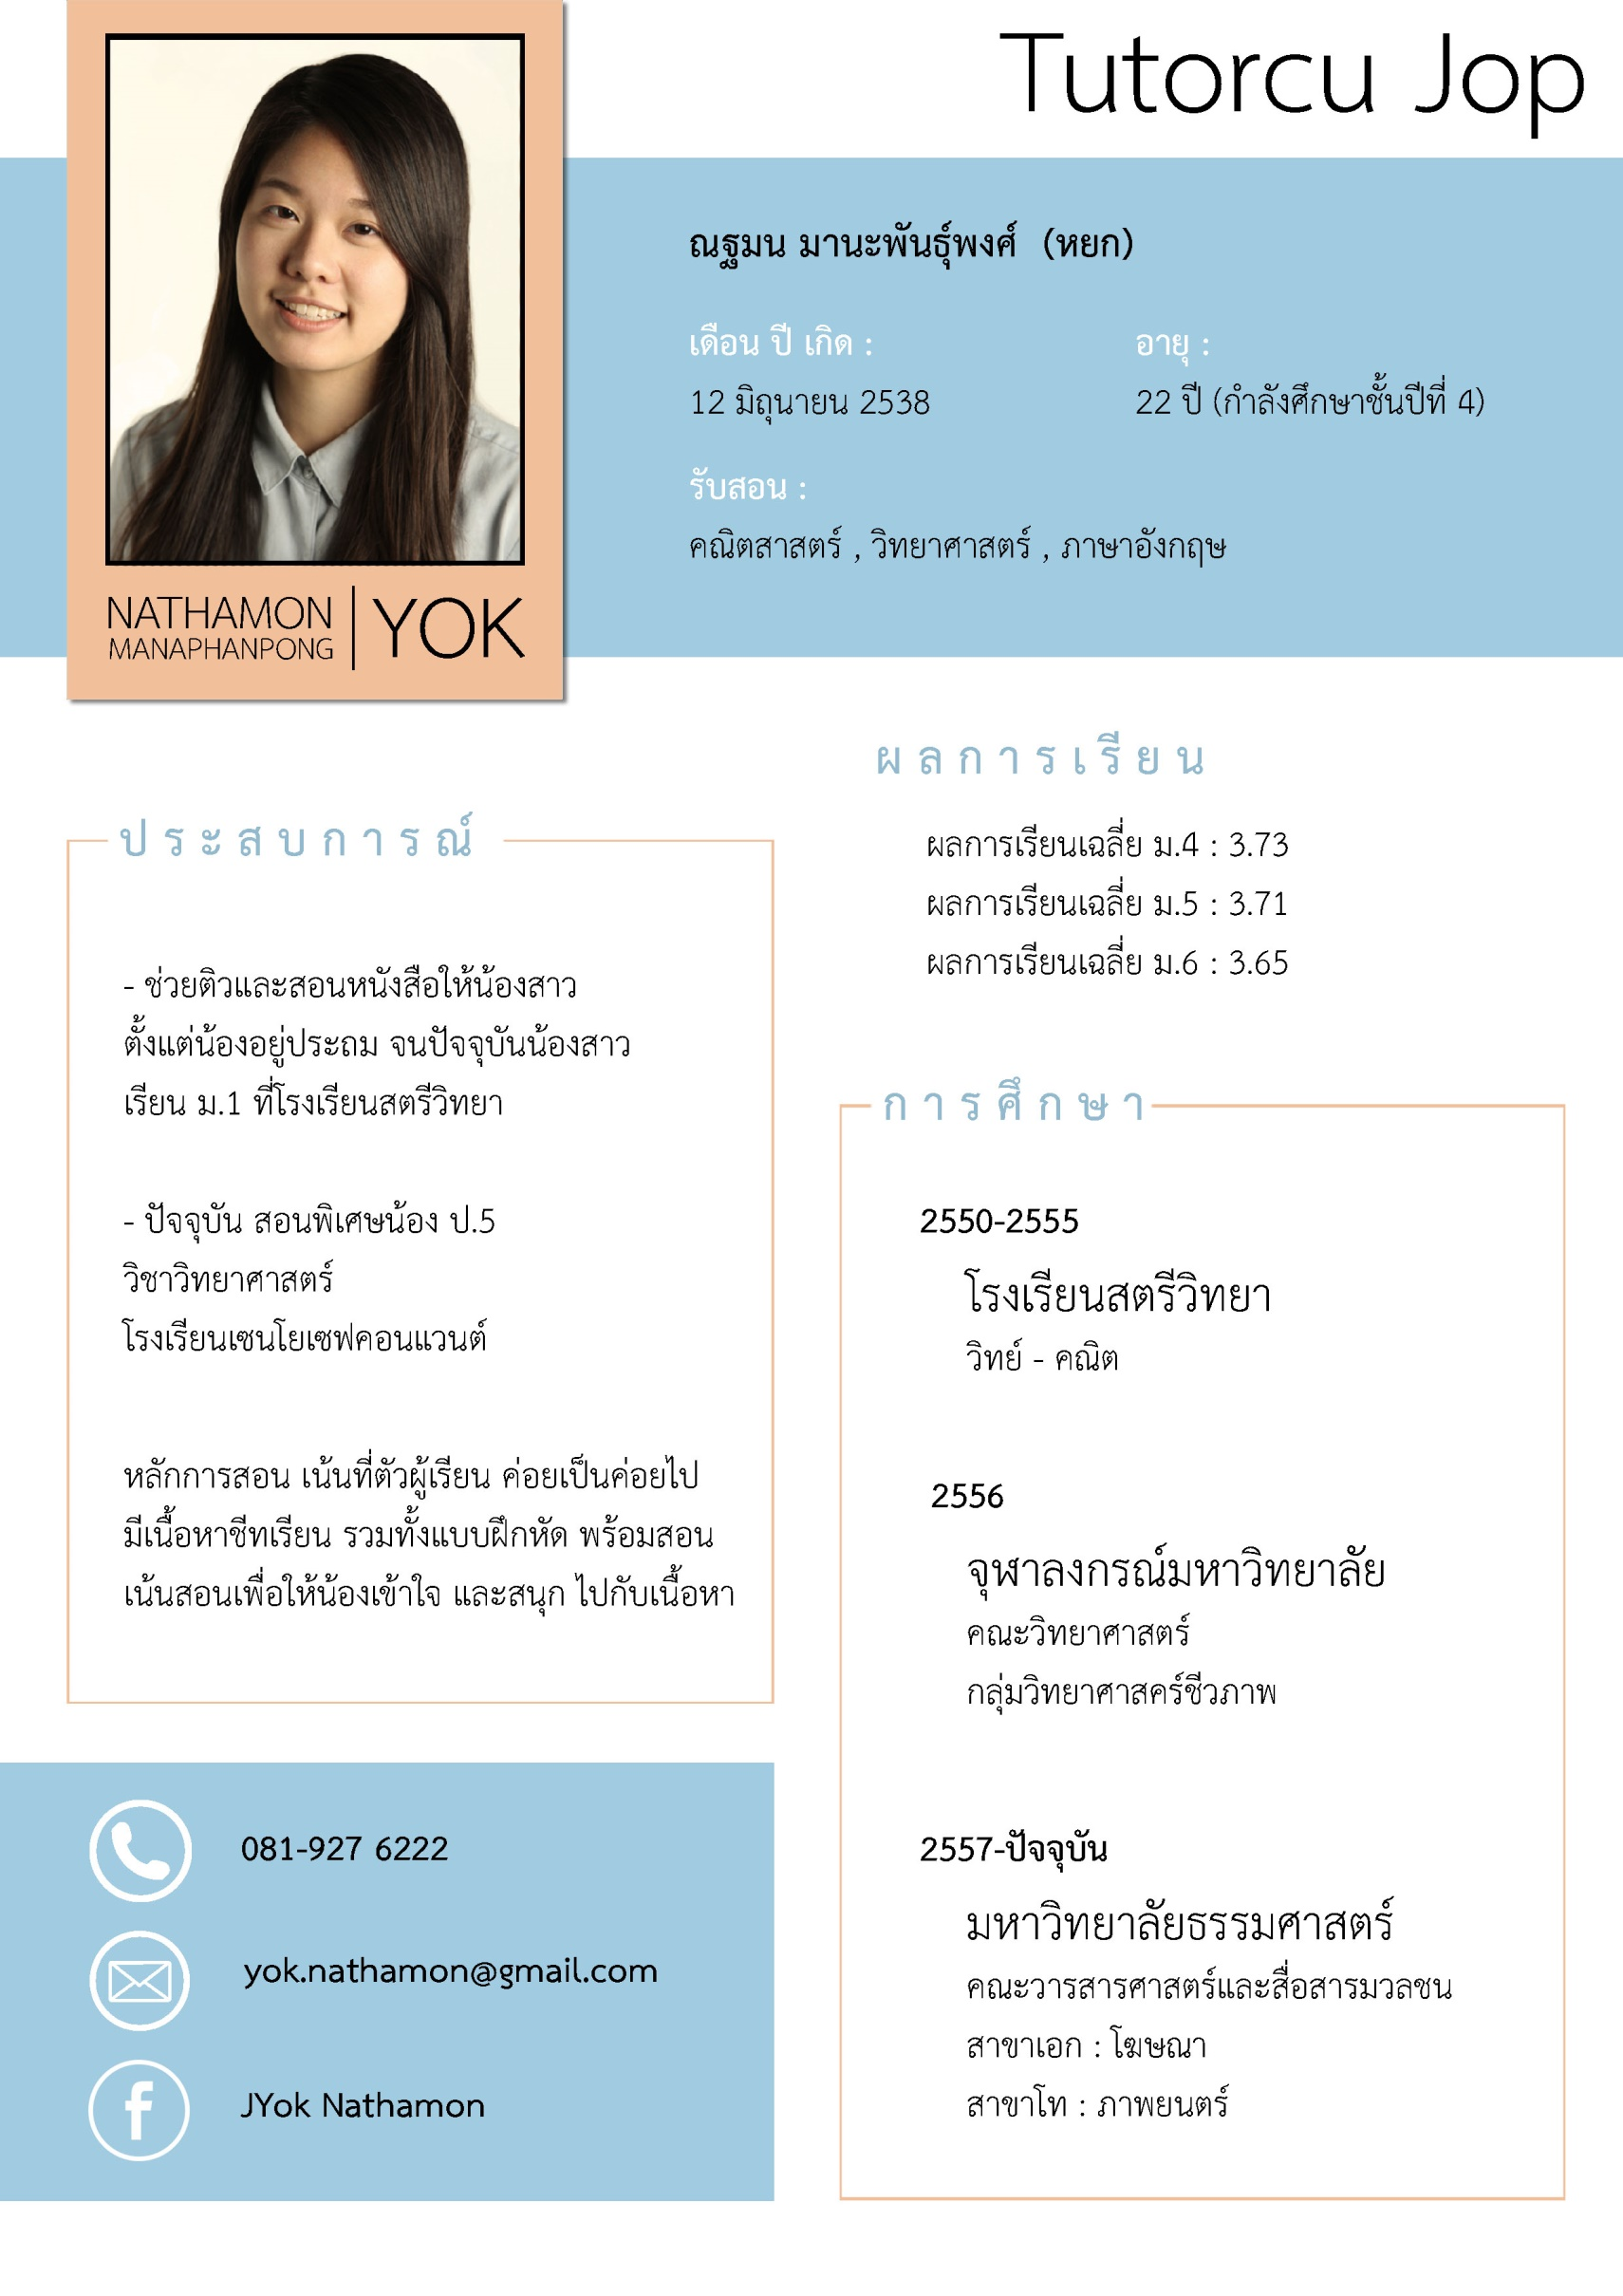 Tutorcu Jop
NATHAMON
MANAPHANPONG
YOK
ณฐมน มานะพันธุ์พงศ์ (หยก)
เดือน ปี เกิด :
12 มิถุนายน 2538
อายุ :
22 ปี (กำลังศึกษาชั้นปีที่ 4)
รับสอน :
คณิตสาสตร์ , วิทยาศาสตร์ , ภาษาอังกฤษ
ประสบการณ์
- ช่วยติวและสอนหนังสือให้น้องสาว
ตั้งแต่น้องอยู่ประถม จนปัจจุบันน้องสาว
เรียน ม.1 ที่โรงเรียนสตรีวิทยา
- ปัจจุบัน สอนพิเศษน้อง ป.5
วิชาวิทยาศาสตร์
โรงเรียนเซนโยเซฟคอนแวนต์
หลักการสอน เน้นที่ตัวผู้เรียน ค่อยเป็นค่อยไป
มีเนื้อหาชีทเรียน รวมทั้งแบบฝึกหัด พร้อมสอน
เน้นสอนเพื่อให้น้องเข้าใจ และสนุก ไปกับเนื้อหา
081-927 6222
yok.nathamon@gmail.com
JYok Nathamon
ผลการเรียน
ผลการเรียนเฉลี่ย ม.4 : 3.73
ผลการเรียนเฉลี่ย ม.5 : 3.71
ผลการเรียนเฉลี่ย ม.6 : 3.65
การศึกษา
2550-2555
โรงเรียนสตรีวิทยา
วิทย์ - คณิต
2556
จุฬาลงกรณ์มหาวิทยาลัย
คณะวิทยาศาสตร์
กลุ่มวิทยาศาสคร์ชีวภาพ
2557-ปัจจุบัน
มหาวิทยาลัยธรรมศาสตร์
คณะวารสารศาสตร์และสื่อสารมวลชน
สาขาเอก : โฆษณา
สาขาโท : ภาพยนตร์